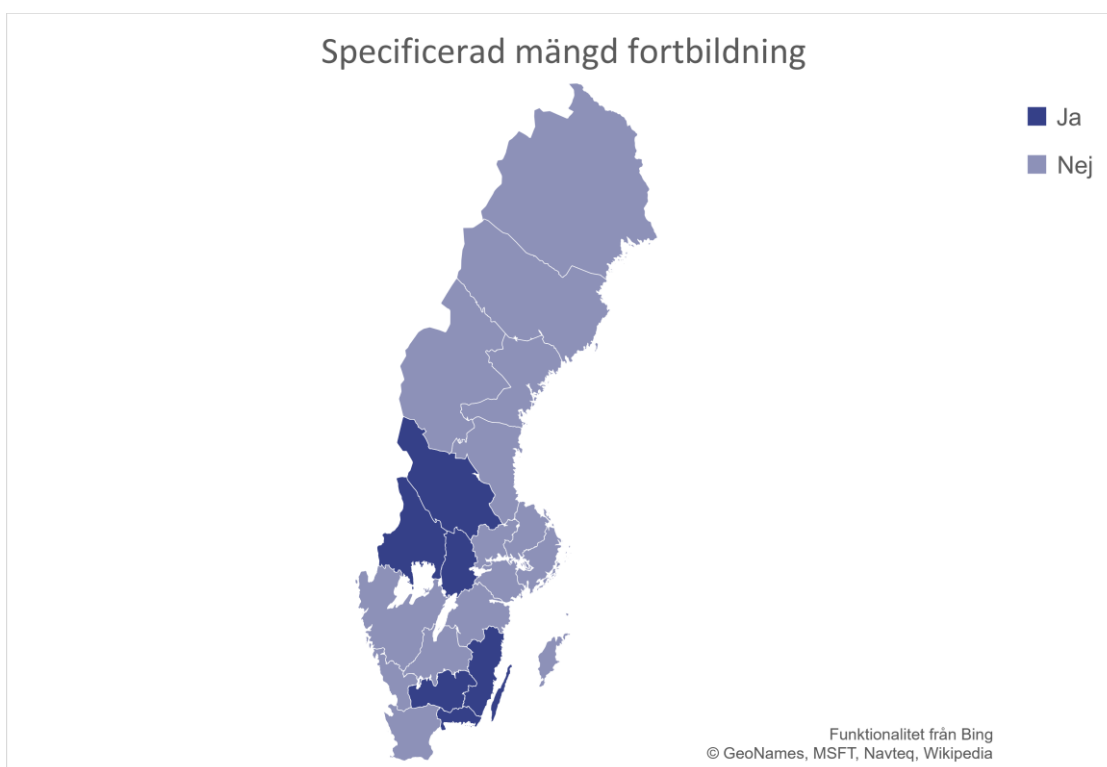 Specificerad mängd fortbildning
Ja
Nej
Funktionalitet från Bing
© GeoNames, MSFT, Navteq, Wikipedia